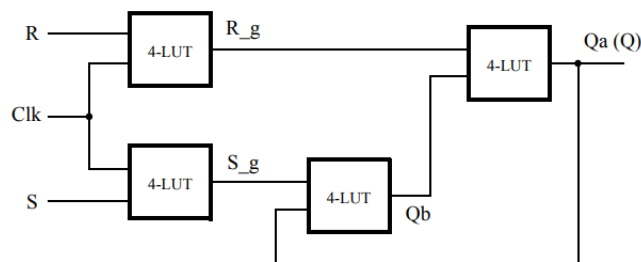 R
4-LUT
R_g
4-LUT
Qa (Q)
Clk
4-LUT
S_g
4-LUT
S
Qb